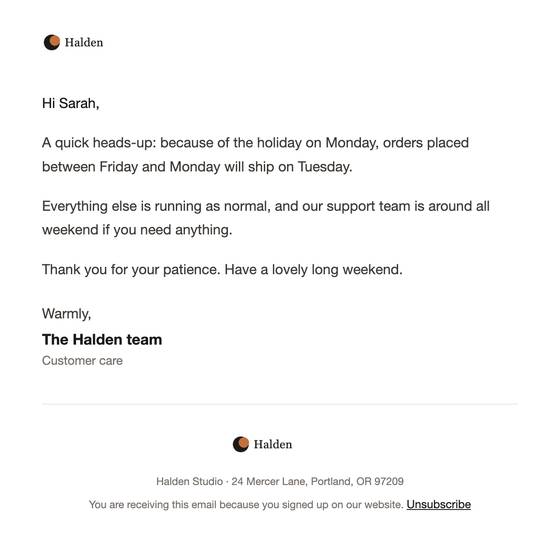 Halden
Hi Sarah,
A quick heads-up: because of the holiday on Monday, orders placed
between Friday and Monday will ship on Tuesday.
Everything else is running as normal, and our support team is around all
weekend if you need anything.
Thank you for your patience. Have a lovely long weekend.
Warmly,
The Halden team
Customer care
Halden
Halden Studio · 24 Mercer Lane, Portland, OR 97209
You are receiving this email because you signed up on our website. Unsubscribe